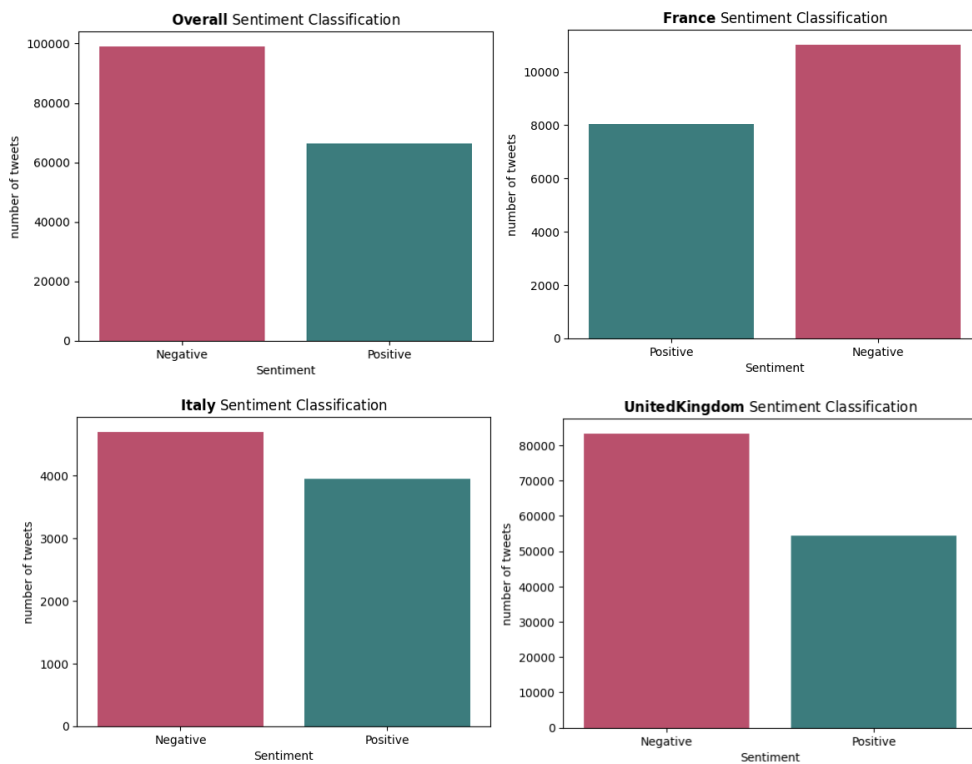 Overall Sentiment Classification
100000
80000
60000
40000
20000
0
number of tweets
Negative
Positive
Sentiment
France Sentiment Classification
10000
8000
6000
4000
2000
0
number of tweets
Positive
Negative
Sentiment
Italy Sentiment Classification
4000
3000
2000
1000
0
number of tweets
Negative
Positive
Sentiment
UnitedKingdom Sentiment Classification
80000
70000
60000
50000
40000
30000
20000
10000
0
number of tweets
Negative
Positive
Sentiment